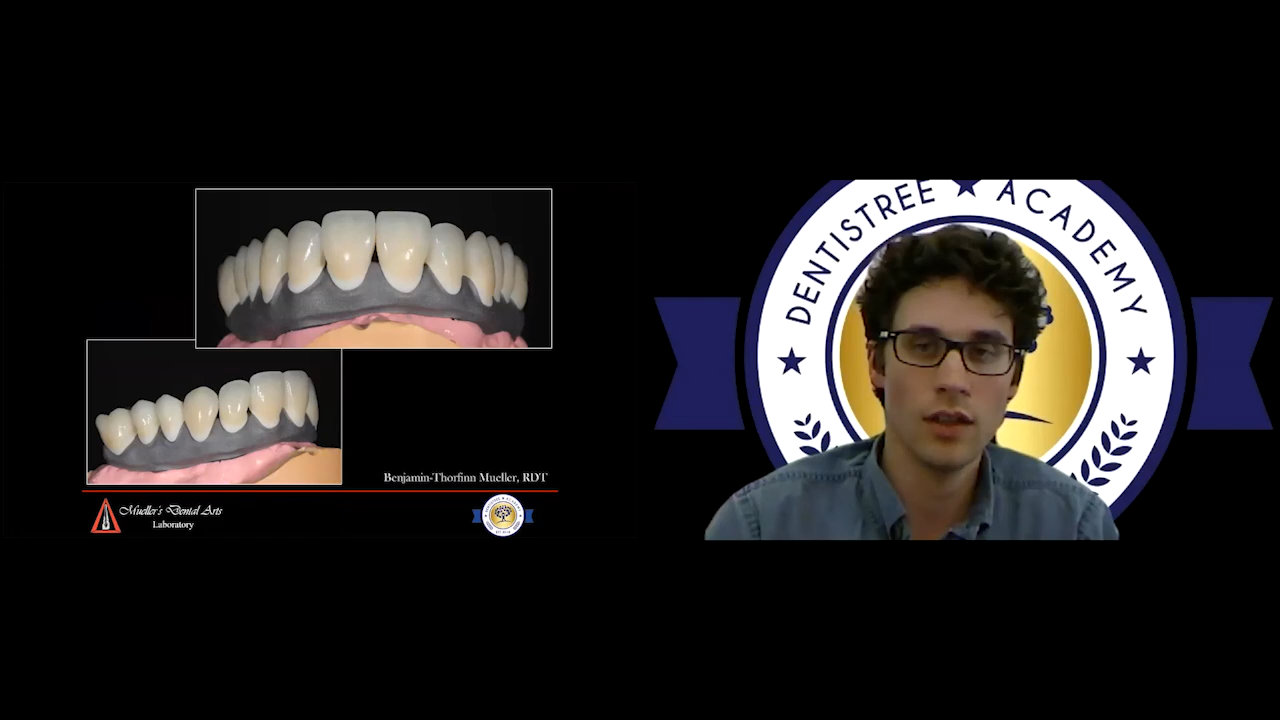 Benjamin-Thorfinn Mueller, RDT
Mueller's Dental Arts
Laboratory
DENTISTREE ★ ACADEMY